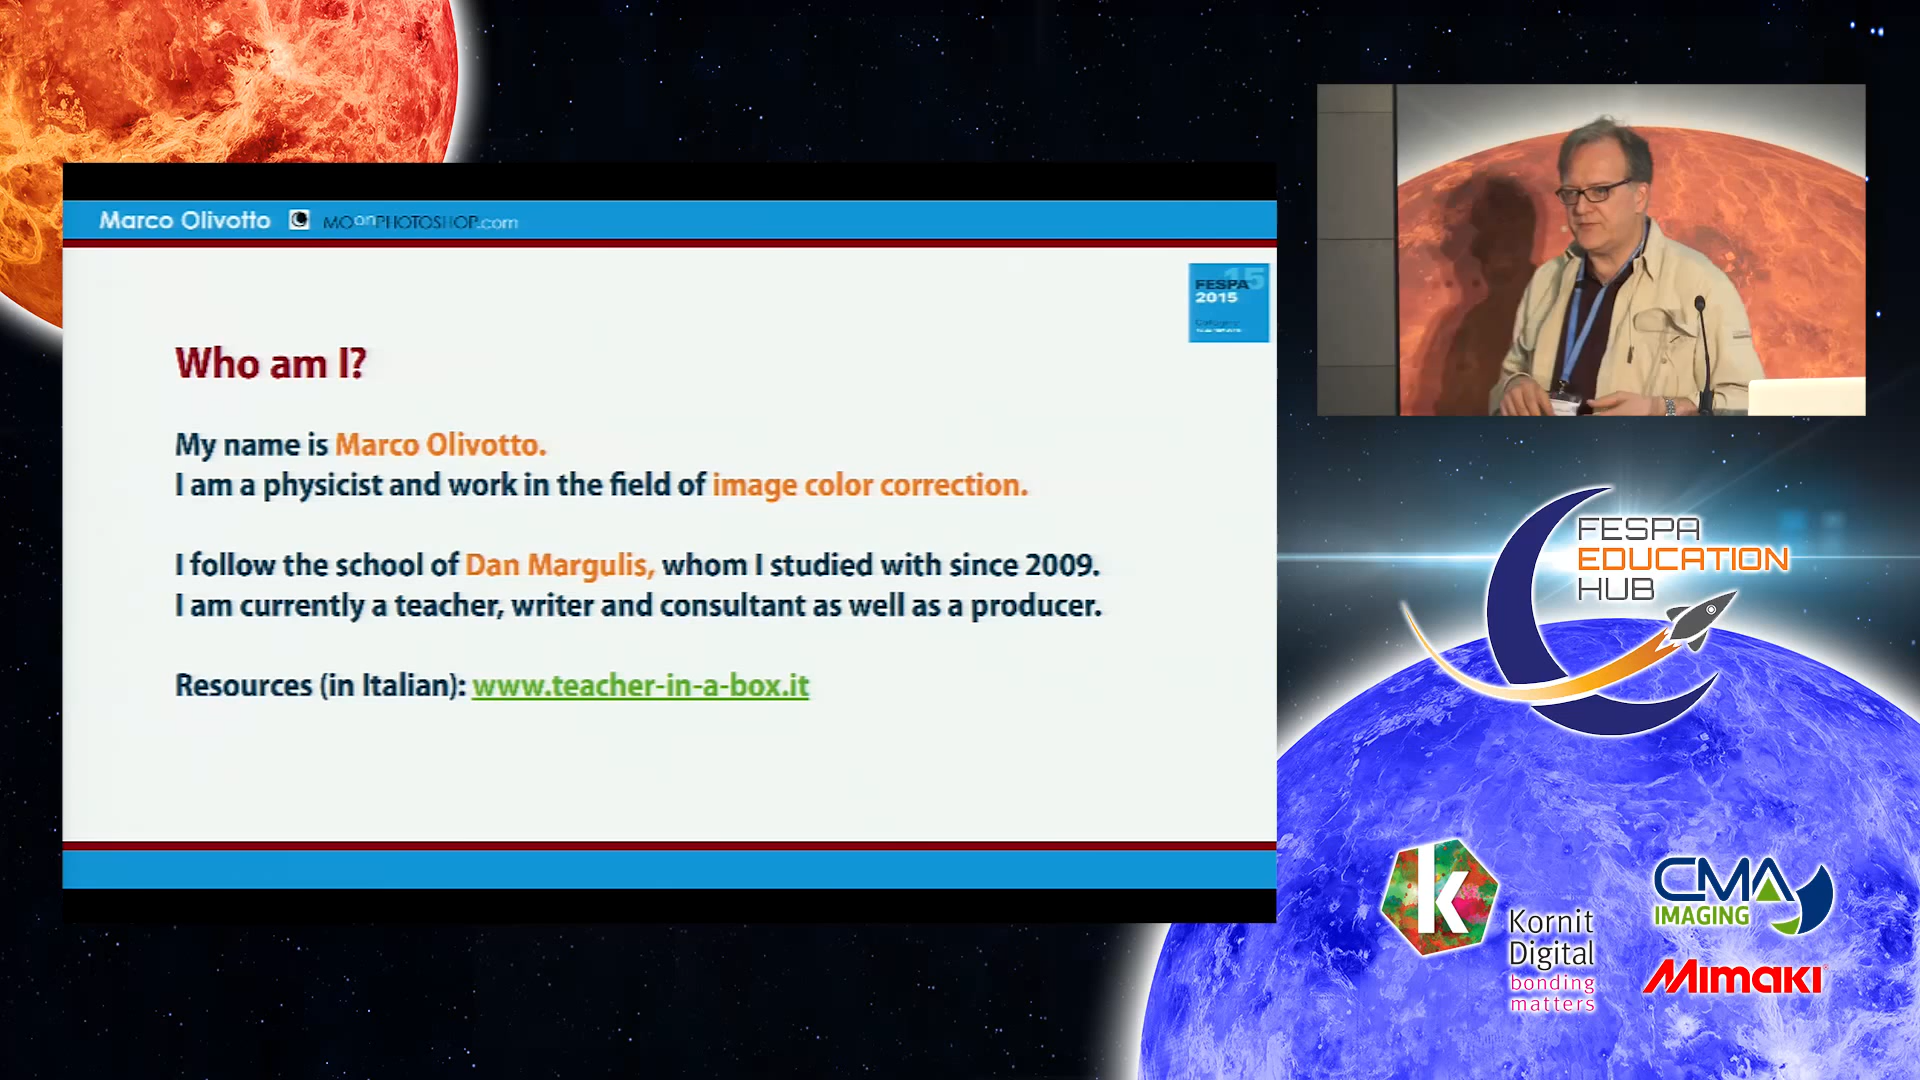 Marco Olivotto MOonPHOTOSHOP.com
FESPA 15
2015
Who am I?
My name is Marco Olivotto.
I am a physicist and work in the field of image color correction.
I follow the school of Dan Margulis, whom I studied with since 2009.
I am currently a teacher, writer and consultant as well as a producer.
Resources (in Italian): www.teacher-in-a-box.it
FESPA
EDUCATION
HUB
k
Kornit
Digital
bonding
matters
CMA
IMAGING
Mimaki